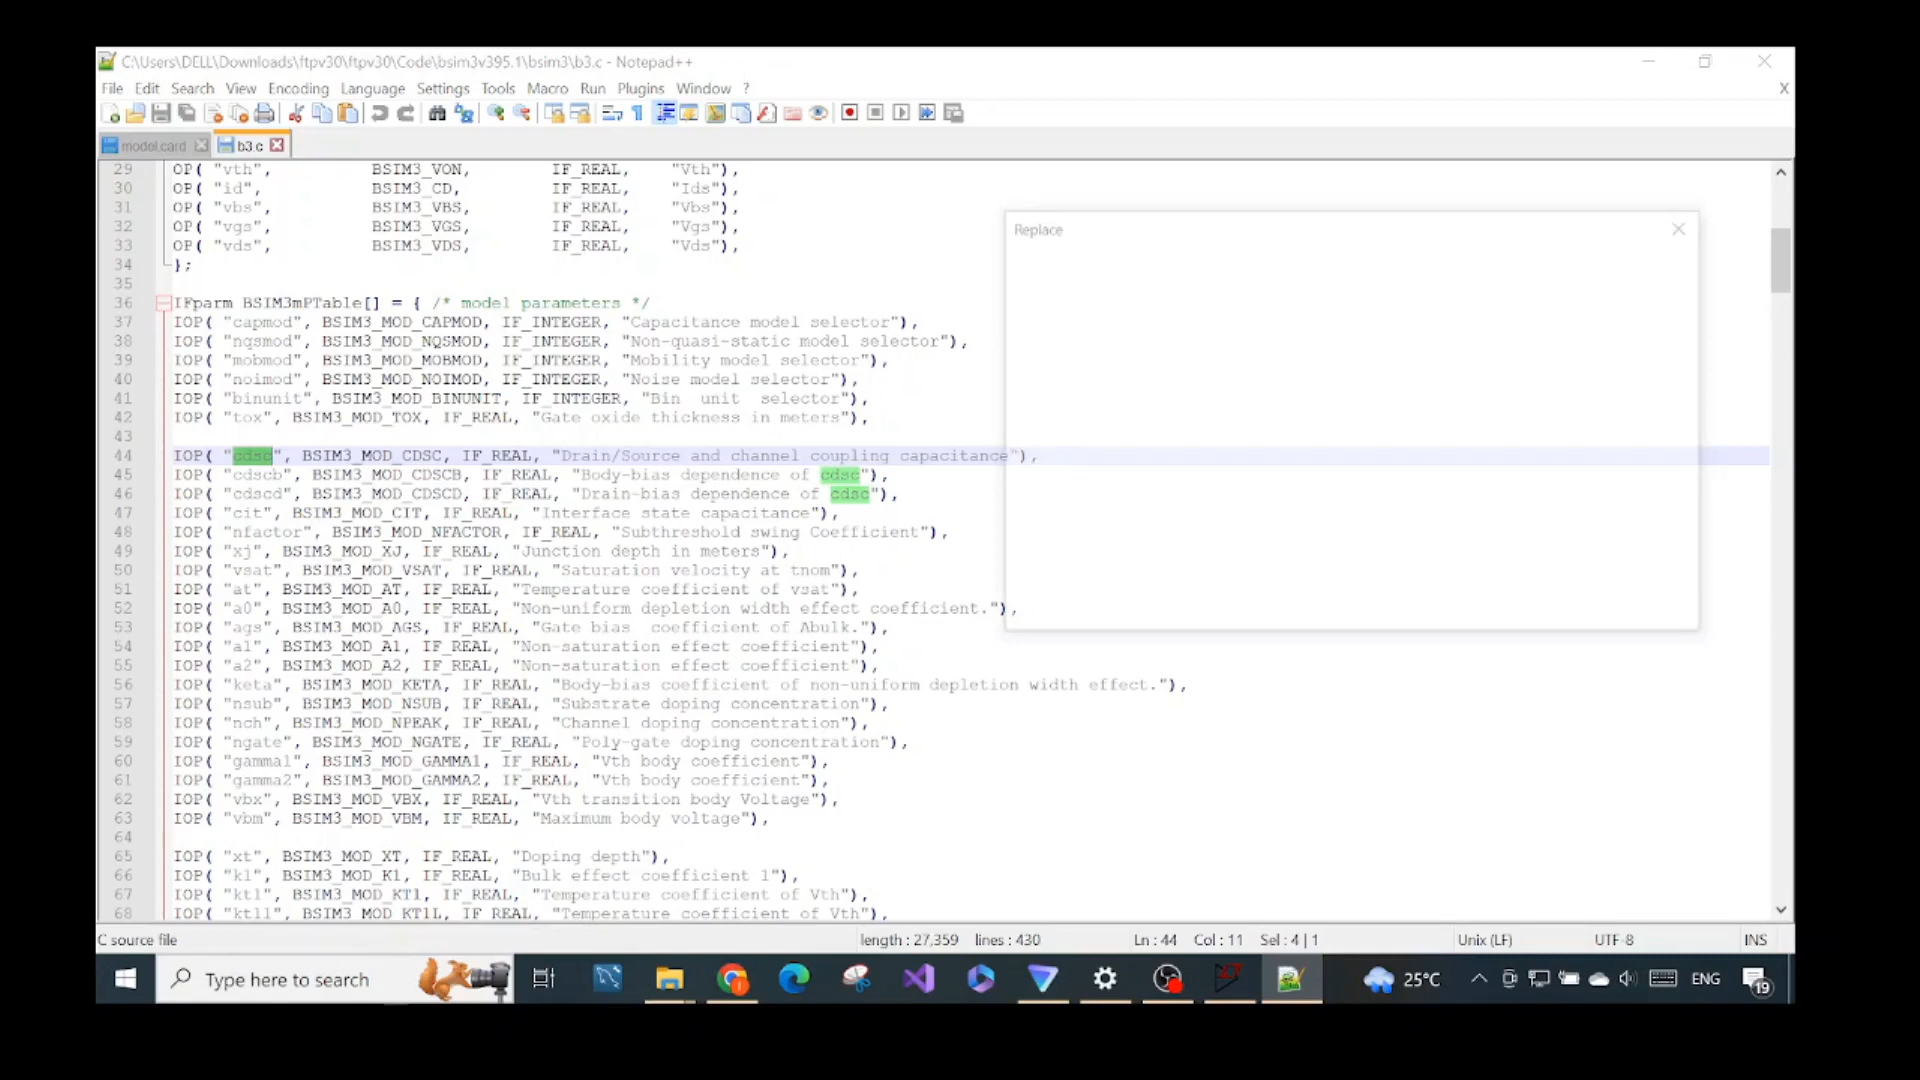 C:\Users\DELL\Downloads\ftpv30\ftpv30\Code\bsim3v395.1\bsim3\b3.c - Notepad++
File Edit Search View Encoding Language Settings Tools Macro Run Plugins Window ? X
model.card b3.c
29 OP( "vth", BSIM3_VON, IF_REAL, "Vth"),
30 OP( "id", BSIM3_CD, IF_REAL, "Ids"),
31 OP( "vbs", BSIM3_VBS, IF_REAL, "Vbs"),
32 OP( "vgs", BSIM3_VGS, IF_REAL, "Vgs"),
33 OP( "vds", BSIM3_VDS, IF_REAL, "Vds"),
34 };
35
36 IFparm BSIM3mPTable[] = { /* model parameters */
37 IOP( "capmod", BSIM3_MOD_CAPMOD, IF_INTEGER, "Capacitance model selector"),
38 IOP( "nqsmod", BSIM3_MOD_NQSMOD, IF_INTEGER, "Non-quasi-static model selector"),
39 IOP( "mobmod", BSIM3_MOD_MOBMOD, IF_INTEGER, "Mobility model selector"),
40 IOP( "noimod", BSIM3_MOD_NOIMOD, IF_INTEGER, "Noise model selector"),
41 IOP( "binunit", BSIM3_MOD_BINUNIT, IF_INTEGER, "Bin  unit  selector"),
42 IOP( "tox", BSIM3_MOD_TOX, IF_REAL, "Gate oxide thickness in meters"),
43
44 IOP( "cdsc", BSIM3_MOD_CDSC, IF_REAL, "Drain/Source and channel coupling capacitance"),
45 IOP( "cdscb", BSIM3_MOD_CDSCB, IF_REAL, "Body-bias dependence of cdsc"),
46 IOP( "cdscd", BSIM3_MOD_CDSCD, IF_REAL, "Drain-bias dependence of cdsc"),
47 IOP( "cit", BSIM3_MOD_CIT, IF_REAL, "Interface state capacitance"),
48 IOP( "nfactor", BSIM3_MOD_NFACTOR, IF_REAL, "Subthreshold swing Coefficient"),
49 IOP( "xj", BSIM3_MOD_XJ, IF_REAL, "Junction depth in meters"),
50 IOP( "vsat", BSIM3_MOD_VSAT, IF_REAL, "Saturation velocity at tnom"),
51 IOP( "at", BSIM3_MOD_AT, IF_REAL, "Temperature coefficient of vsat"),
52 IOP( "a0", BSIM3_MOD_A0, IF_REAL, "Non-uniform depletion width effect coefficient."),
53 IOP( "ags", BSIM3_MOD_AGS, IF_REAL, "Gate bias  coefficient of Abulk."),
54 IOP( "a1", BSIM3_MOD_A1, IF_REAL, "Non-saturation effect coefficient"),
55 IOP( "a2", BSIM3_MOD_A2, IF_REAL, "Non-saturation effect coefficient"),
56 IOP( "keta", BSIM3_MOD_KETA, IF_REAL, "Body-bias coefficient of non-uniform depletion width effect."),
57 IOP( "nsub", BSIM3_MOD_NSUB, IF_REAL, "Substrate doping concentration"),
58 IOP( "nch", BSIM3_MOD_NPEAK, IF_REAL, "Channel doping concentration"),
59 IOP( "ngate", BSIM3_MOD_NGATE, IF_REAL, "Poly-gate doping concentration"),
60 IOP( "gamma1", BSIM3_MOD_GAMMA1, IF_REAL, "Vth body coefficient"),
61 IOP( "gamma2", BSIM3_MOD_GAMMA2, IF_REAL, "Vth body coefficient"),
62 IOP( "vbx", BSIM3_MOD_VBX, IF_REAL, "Vth transition body Voltage"),
63 IOP( "vbm", BSIM3_MOD_VBM, IF_REAL, "Maximum body voltage"),
64
65 IOP( "xt", BSIM3_MOD_XT, IF_REAL, "Doping depth"),
66 IOP( "k1", BSIM3_MOD_K1, IF_REAL, "Bulk effect coefficient 1"),
67 IOP( "kt1", BSIM3_MOD_KT1, IF_REAL, "Temperature coefficient of Vth"),
68 IOP( "kt1l", BSIM3_MOD_KT1L, IF_REAL, "Temperature coefficient of Vth"),
Replace
C source file length : 27,359 lines : 430 Ln : 44 Col : 11 Sel : 4 | 1 Unix (LF) UTF-8 INS
Type here to search 25°C ENG 19